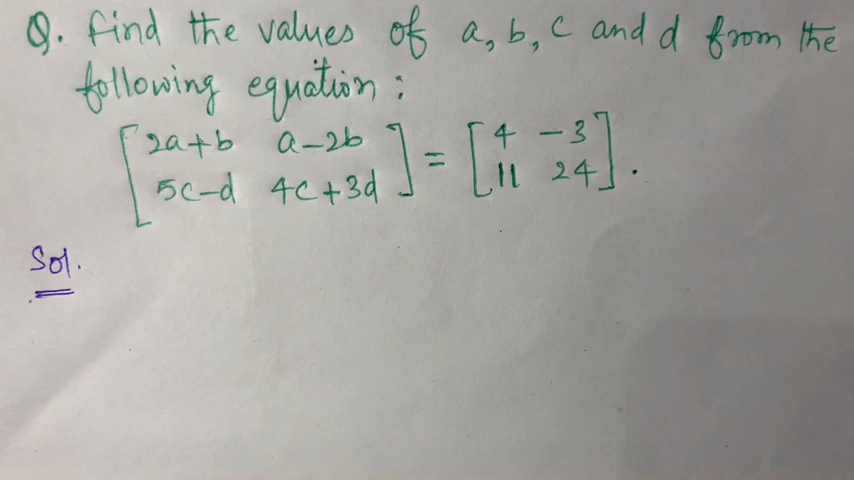 Q. Find the values of a, b, c and d from the
following equation :
[2a+b a-2b] = [4 -3]
[5c-d 4c+3d] [11 24].
Sol.